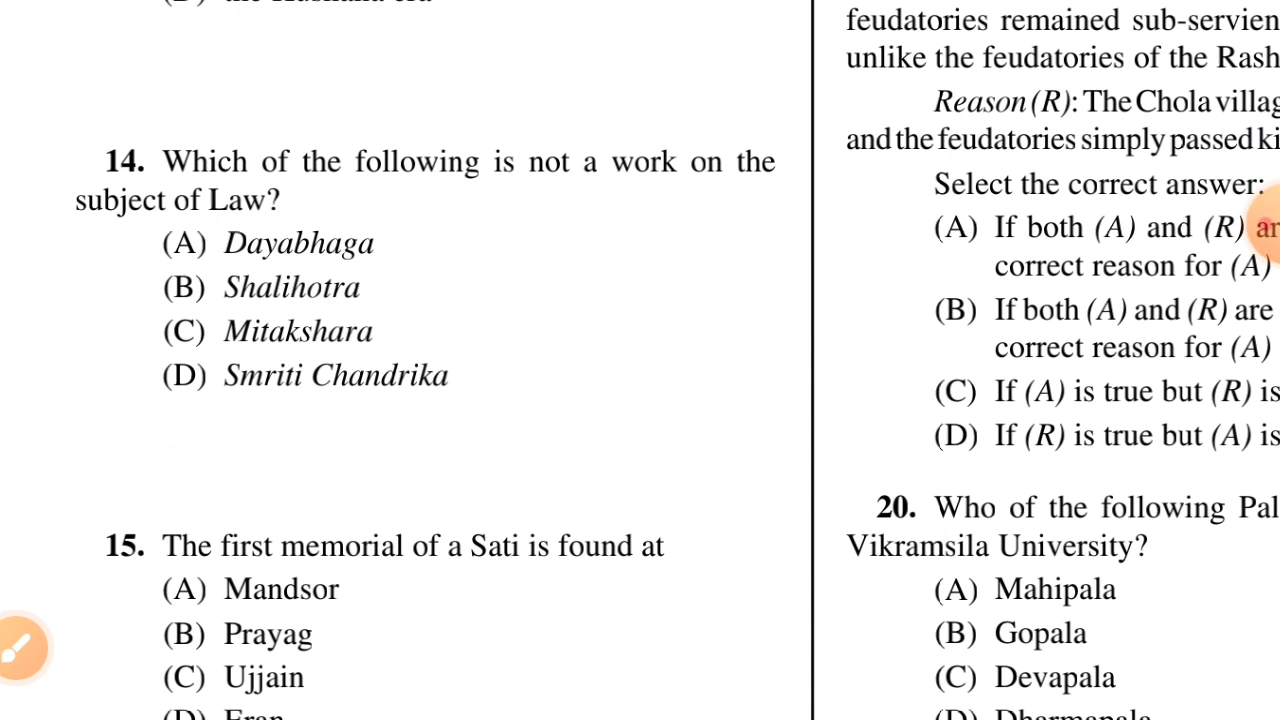 14. Which of the following is not a work on the
subject of Law?
(A) Dayabhaga
(B) Shalihotra
(C) Mitakshara
(D) Smriti Chandrika
15. The first memorial of a Sati is found at
(A) Mandsor
(B) Prayag
(C) Ujjain
(D) Eran
feudatories remained sub-servien
unlike the feudatories of the Rash
Reason (R): The Chola villag
and the feudatories simply passed ki
Select the correct answer:
(A) If both (A) and (R) ar
correct reason for (A)
(B) If both (A) and (R) are
correct reason for (A)
(C) If (A) is true but (R) is
(D) If (R) is true but (A) is
20. Who of the following Pal
Vikramsila University?
(A) Mahipala
(B) Gopala
(C) Devapala
(D) Dharmapala